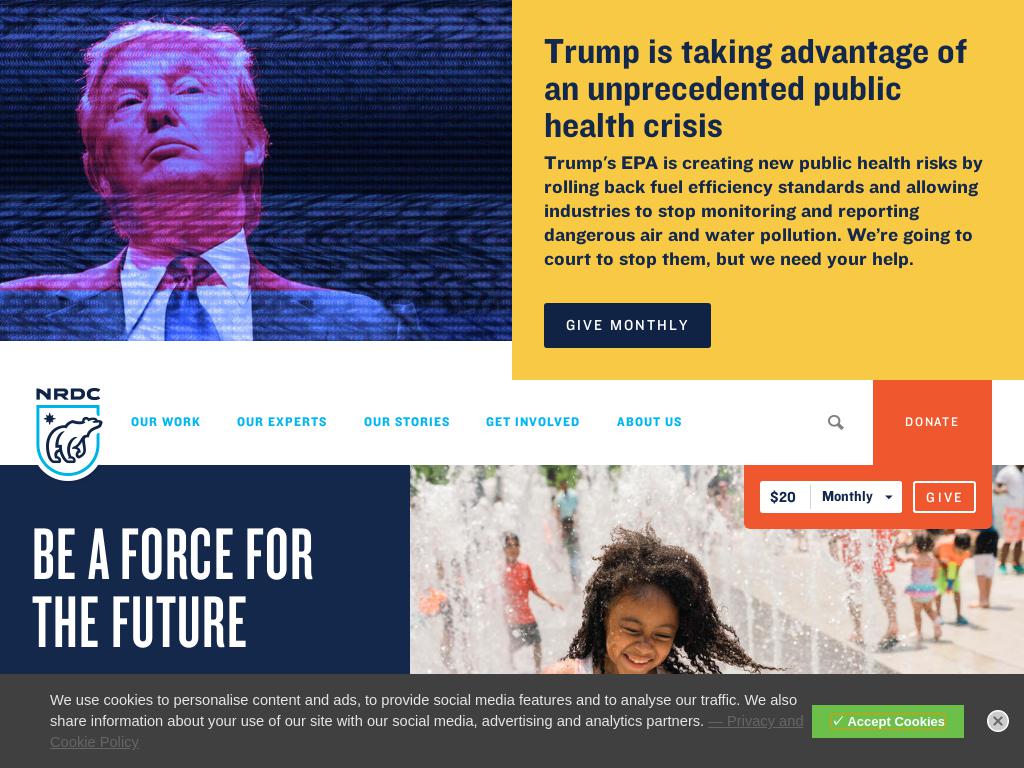 Trump is taking advantage of
an unprecedented public
health crisis
Trump's EPA is creating new public health risks by
rolling back fuel efficiency standards and allowing
industries to stop monitoring and reporting
dangerous air and water pollution. We're going to
court to stop them, but we need your help.
GIVE MONTHLY
NRDC
OUR WORK
OUR EXPERTS
OUR STORIES
GET INVOLVED
ABOUT US
DONATE
$20
Monthly
GIVE
BE A FORCE FOR
THE FUTURE
We use cookies to personalise content and ads, to provide social media features and to analyse our traffic. We also
share information about your use of our site with our social media, advertising and analytics partners. — Privacy and
Cookie Policy
✓ Accept Cookies